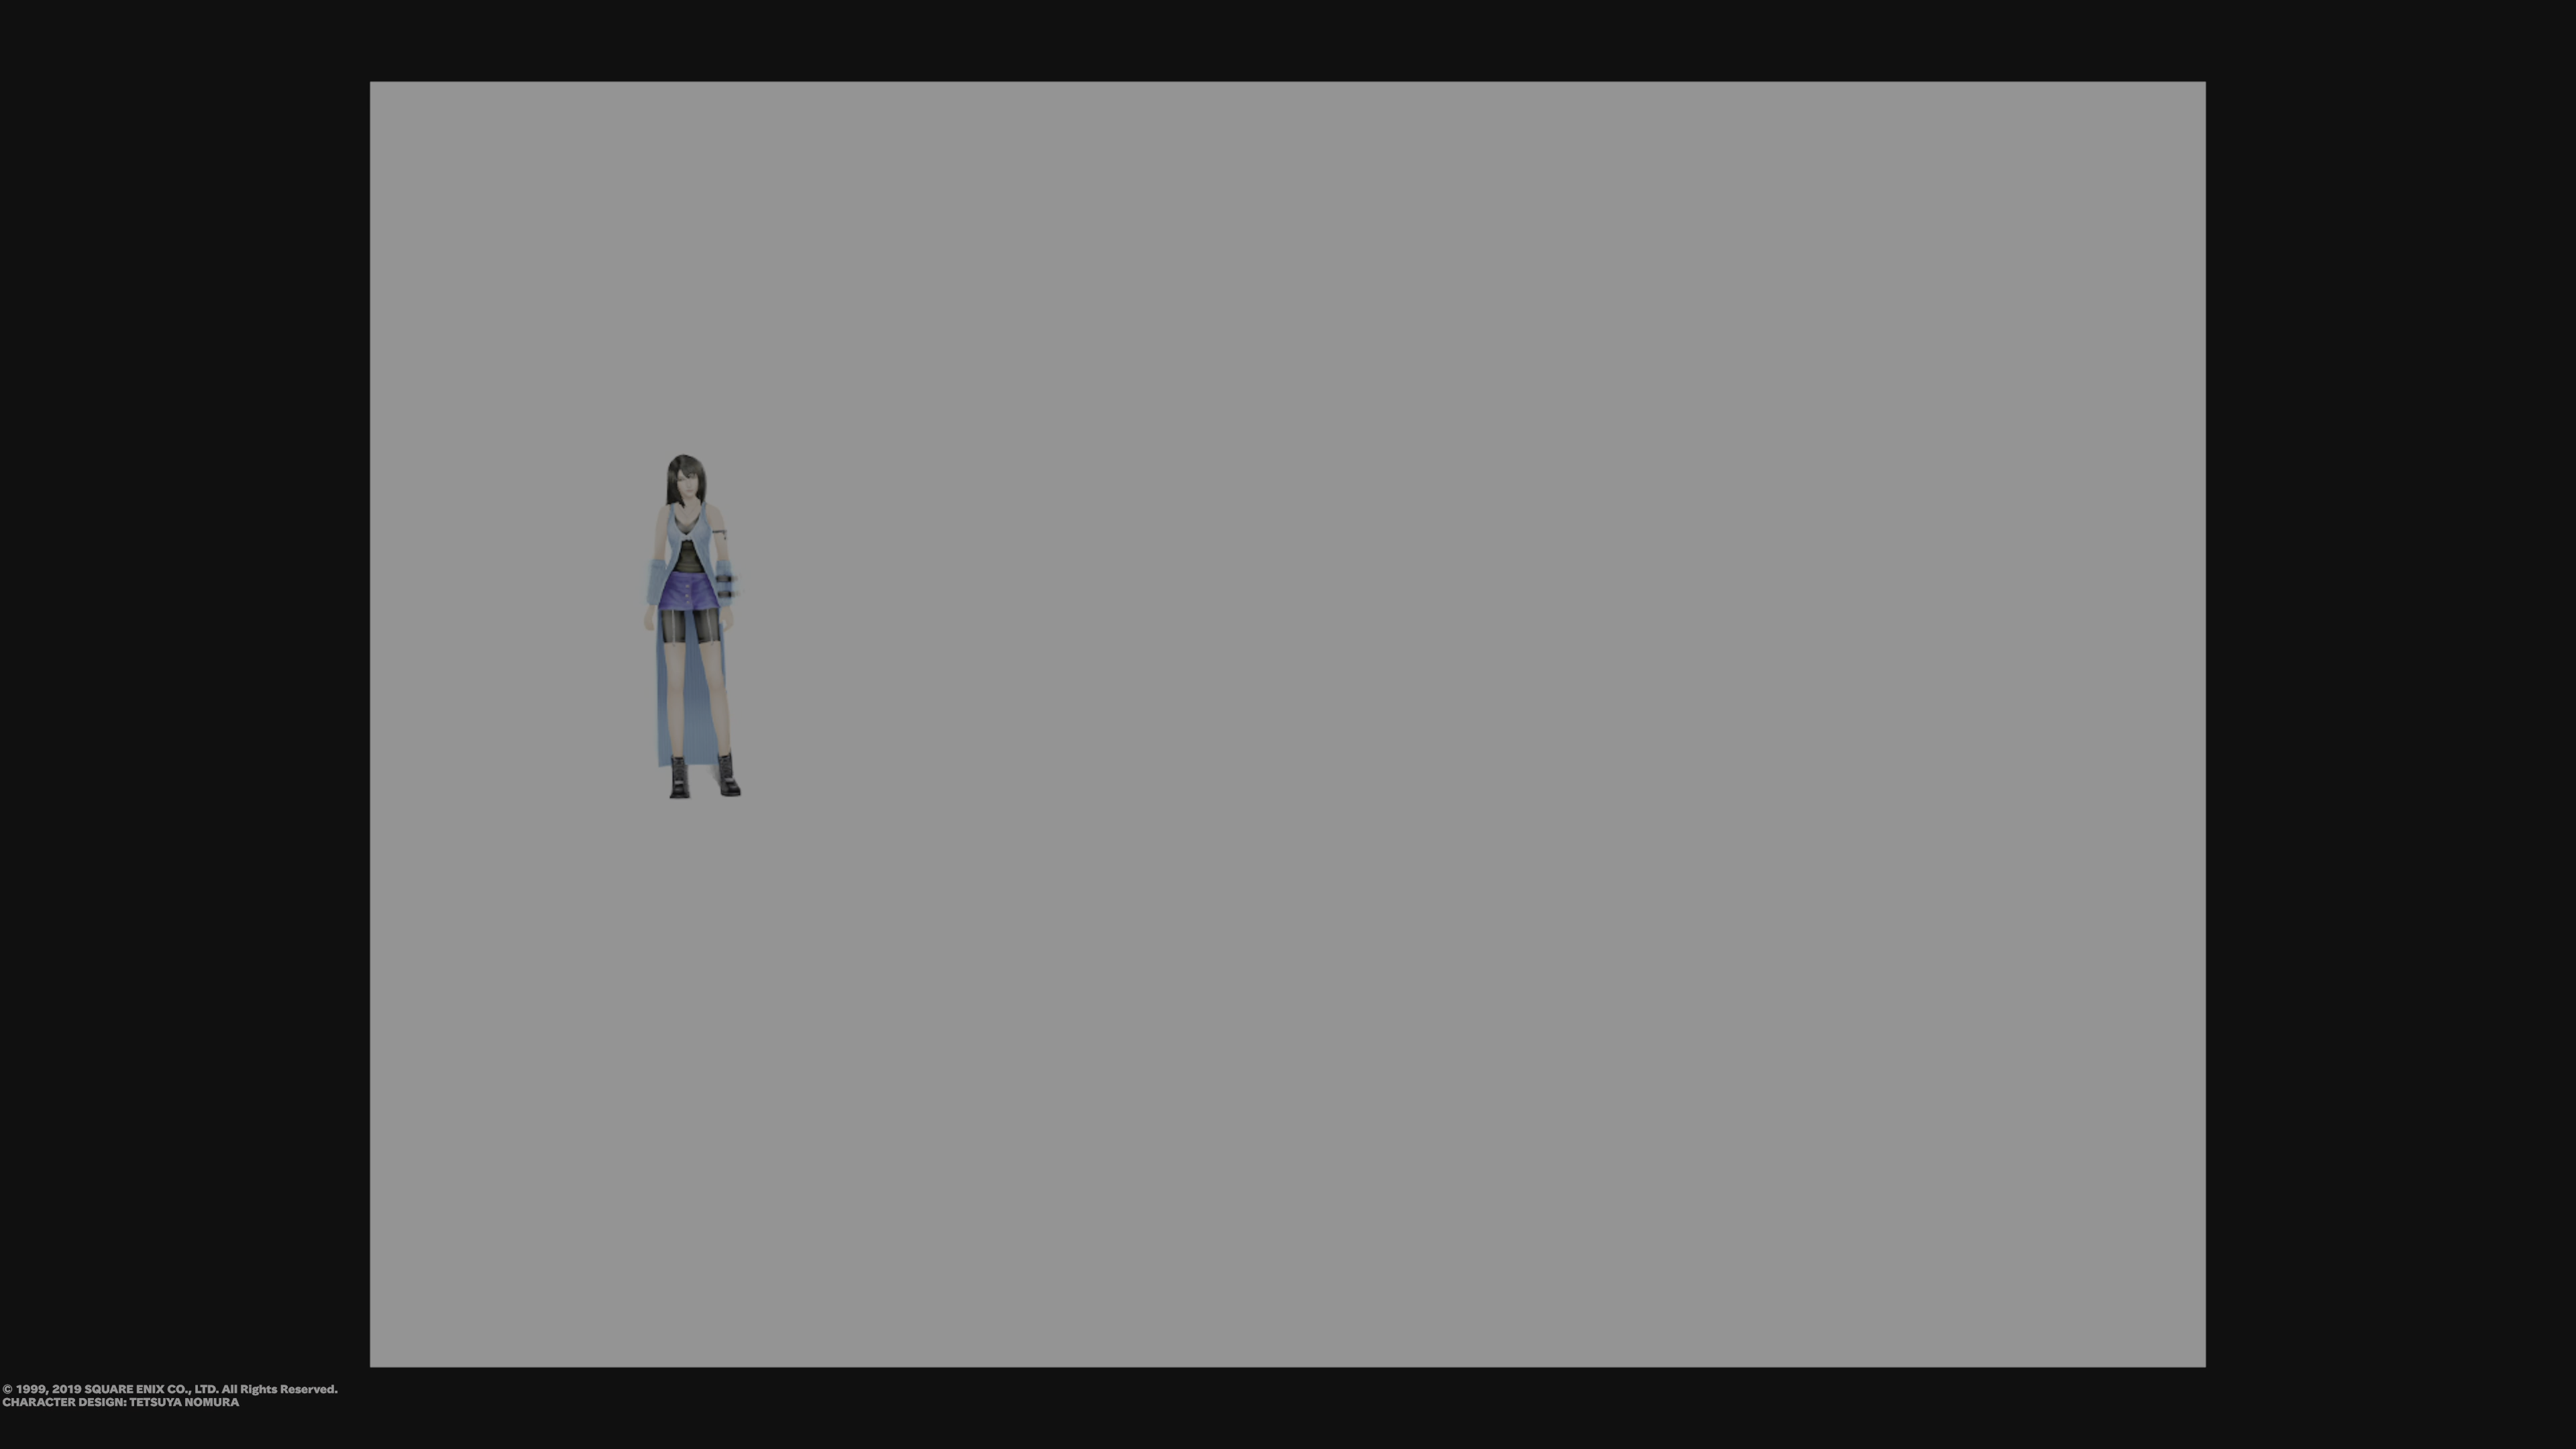 © 1999, 2019 SQUARE ENIX CO., LTD. All Rights Reserved.
CHARACTER DESIGN: TETSUYA NOMURA